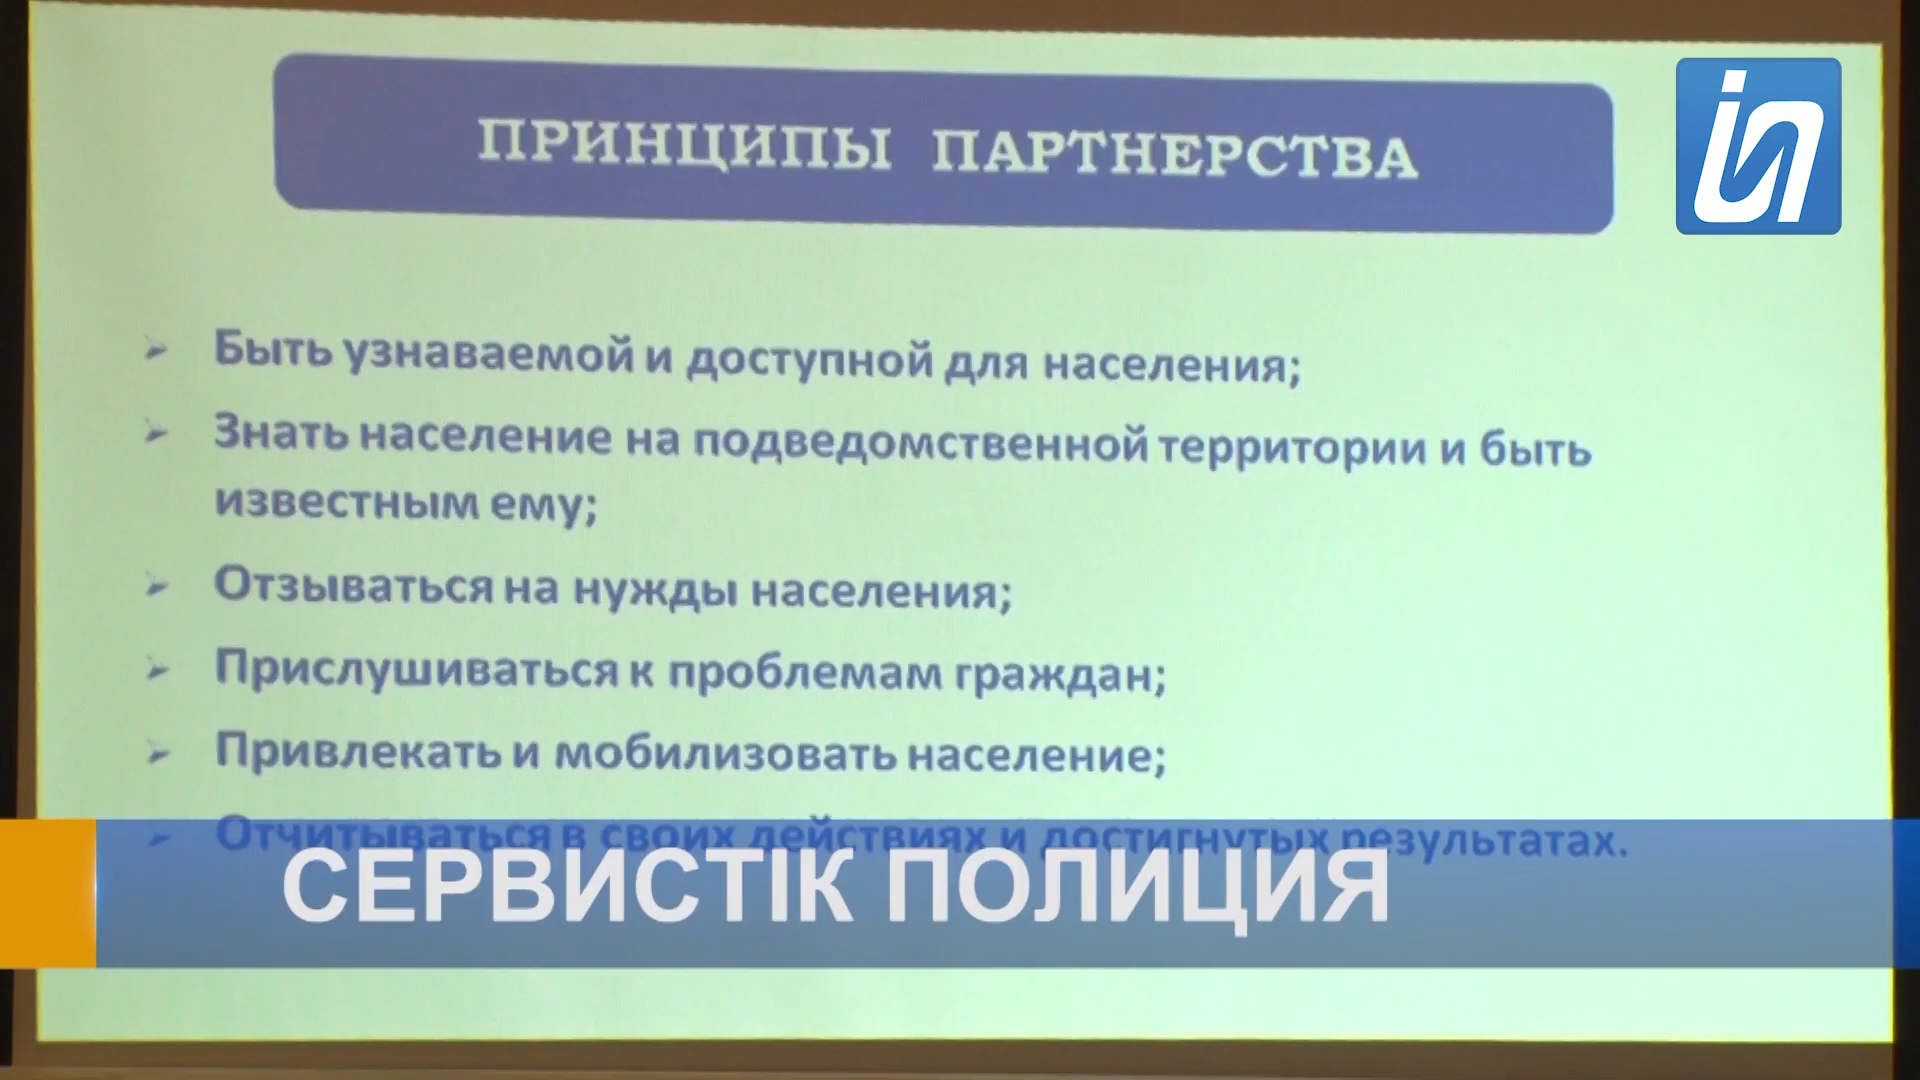 ПРИНЦИПЫ ПАРТНЕРСТВА
Быть узнаваемой и доступной для населения;
Знать население на подведомственной территории и быть
известным ему;
Отзываться на нужды населения;
Прислушиваться к проблемам граждан;
Привлекать и мобилизовать население;
Отчитываться в своих действиях и достигнутых результатах.
СЕРВИСТІК ПОЛИЦИЯ